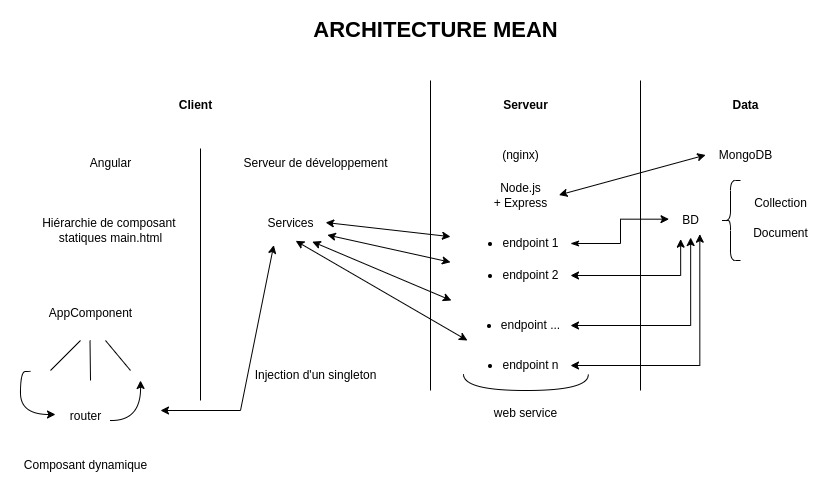 ARCHITECTURE MEAN
Client
Serveur
Data
Angular
Serveur de développement
(nginx)
MongoDB
Node.js
+ Express
Hiérarchie de composant
statiques main.html
Services
BD
Collection
Document
endpoint 1
endpoint 2
endpoint ...
endpoint n
AppComponent
Injection d'un singleton
router
web service
Composant dynamique